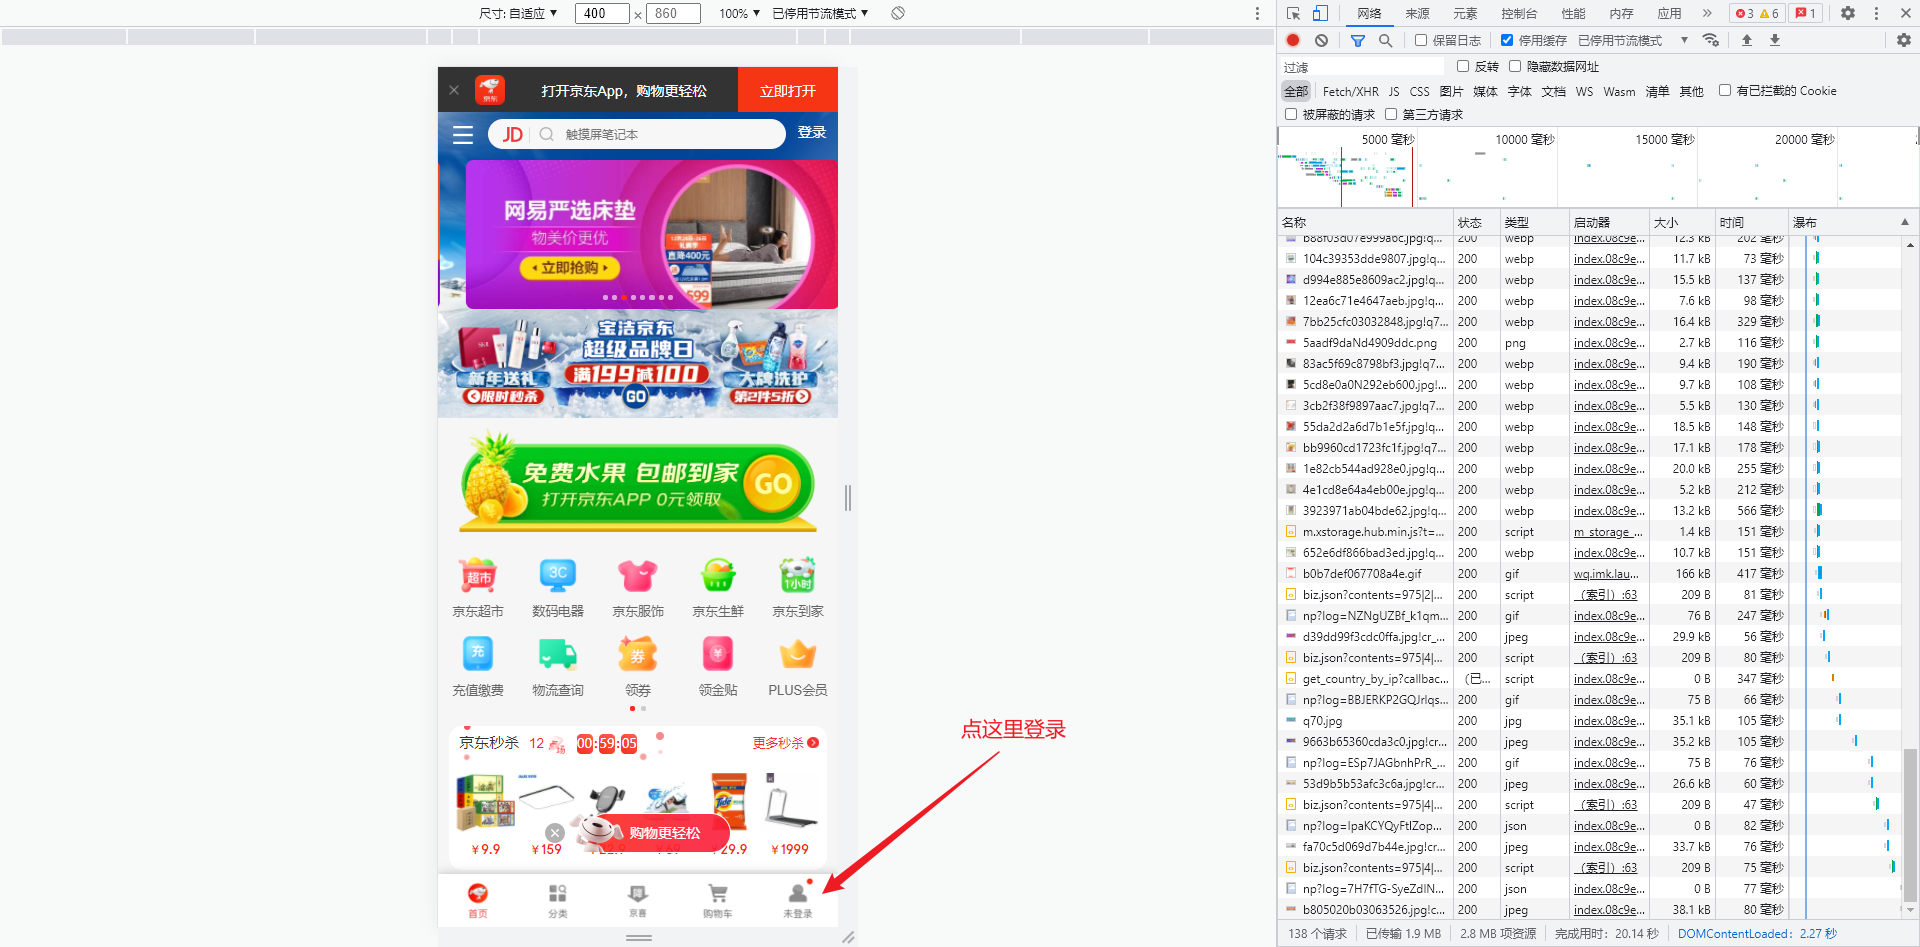 尺寸: 自适应 ▼ 400 × 860 100% ▼ 已停用节流模式 ▼
打开京东App，购物更轻松 立即打开
京东
JD 触摸屏笔记本 登录
网易严选床垫
物美价更优
立即抢购
直降400元
宝洁京东
超级品牌日
新年送礼 满199减100 大牌洗护
限时秒杀 GO 第2件5折
免费水果 包邮到家
打开京东APP 0元领取
GO
超市 3C 1小时
京东超市 数码电器 京东服饰 京东生鲜 京东到家
充 券 ¥
充值缴费 物流查询 领券 领金贴 PLUS会员
点这里登录
京东秒杀 12 00:59:05 更多秒杀
Tide
购物更轻松
¥9.9 ¥159 29.9 ¥1999
首页 分类 京喜 购物车 未登录
网络 来源 元素 控制台 性能 内存 应用 » 3 6 1
保留日志 停用缓存 已停用节流模式 ▼
过滤 反转 隐藏数据网址
全部 Fetch/XHR JS CSS 图片 媒体 字体 文档 WS Wasm 清单 其他 有已拦截的 Cookie
被屏蔽的请求 第三方请求
5000 毫秒 10000 毫秒 15000 毫秒 20000 毫秒
名称 状态 类型 启动器 大小 时间 瀑布
b88f03d07e999a6c.jpg!q... 200 webp index.08c9e... 12.3 kB 202 毫秒
104c39353dde9807.jpg!q... 200 webp index.08c9e... 11.7 kB 73 毫秒
d994e885e8609ac2.jpg!q... 200 webp index.08c9e... 15.5 kB 137 毫秒
12ea6c71e4647aeb.jpg!q... 200 webp index.08c9e... 7.6 kB 98 毫秒
7bb25cfc03032848.jpg!q7... 200 webp index.08c9e... 16.4 kB 329 毫秒
5aadf9daNd4909ddc.png 200 png index.08c9e... 2.7 kB 116 毫秒
83ac5f69c8798bf3.jpg!q7... 200 webp index.08c9e... 9.4 kB 190 毫秒
5cd8e0a0N292eb600.jpg!... 200 webp index.08c9e... 9.7 kB 108 毫秒
3cb2f38f9897aac7.jpg!q7... 200 webp index.08c9e... 5.5 kB 130 毫秒
55da2d2a6d7b1e5f.jpg!q... 200 webp index.08c9e... 18.5 kB 148 毫秒
bb9960cd1723fc1f.jpg!q7... 200 webp index.08c9e... 17.1 kB 178 毫秒
1e82cb544ad928e0.jpg!q... 200 webp index.08c9e... 20.0 kB 255 毫秒
4e1cd8e64a4eb00e.jpg!q... 200 webp index.08c9e... 5.2 kB 212 毫秒
3923971ab04bde62.jpg!q... 200 webp index.08c9e... 13.2 kB 566 毫秒
m.xstorage.hub.min.js?t=... 200 script m_storage_... 1.4 kB 151 毫秒
652e6df866bad3ed.jpg!q... 200 webp index.08c9e... 10.7 kB 151 毫秒
b0b7def067708a4e.gif 200 gif wq.imk.lau... 166 kB 417 毫秒
biz.json?contents=975|2|... 200 script （索引）:63 209 B 81 毫秒
np?log=NZNgUZBf_k1qm... 200 gif index.08c9e... 76 B 247 毫秒
d39dd99f3cdc0ffa.jpg!cr_... 200 jpeg index.08c9e... 29.9 kB 56 毫秒
biz.json?contents=975|4|... 200 script （索引）:63 209 B 80 毫秒
get_country_by_ip?callbac... （已... script index.08c9e... 0 B 347 毫秒
np?log=BBJERKP2GQJrlqs... 200 gif index.08c9e... 75 B 66 毫秒
q70.jpg 200 jpg index.08c9e... 35.1 kB 105 毫秒
9663b65360cda3c0.jpg!cr... 200 jpeg index.08c9e... 35.2 kB 105 毫秒
np?log=ESp7JAGbnhPrR_... 200 gif index.08c9e... 75 B 76 毫秒
53d9b5b53afc3c6a.jpg!cr... 200 jpeg index.08c9e... 26.6 kB 60 毫秒
biz.json?contents=975|4|... 200 script （索引）:63 209 B 47 毫秒
np?log=IpaKCYQyFtIZop... 200 json index.08c9e... 0 B 82 毫秒
fa70c5d069d7b44e.jpg!cr... 200 jpeg index.08c9e... 33.7 kB 76 毫秒
biz.json?contents=975|4|... 200 script （索引）:63 209 B 75 毫秒
np?log=7H7fTG-SyeZdlN... 200 json index.08c9e... 0 B 77 毫秒
b805020b03063526.jpg!c... 200 jpeg index.08c9e... 38.1 kB 80 毫秒
138 个请求 已传输 1.9 MB 2.8 MB 项资源 完成用时：20.14 秒 DOMContentLoaded：2.27 秒